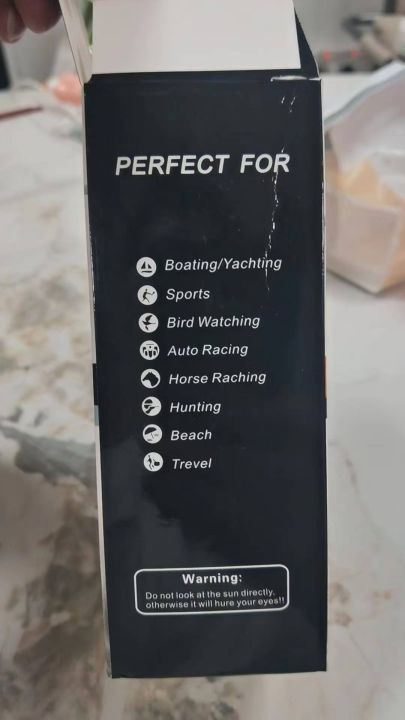 PERFECT FOR
Boating/Yachting
Sports
Bird Watching
Auto Racing
Horse Raching
Hunting
Beach
Trevel
Warning:
Do not look at the sun directly,
otherwise it will hure your eyes!!